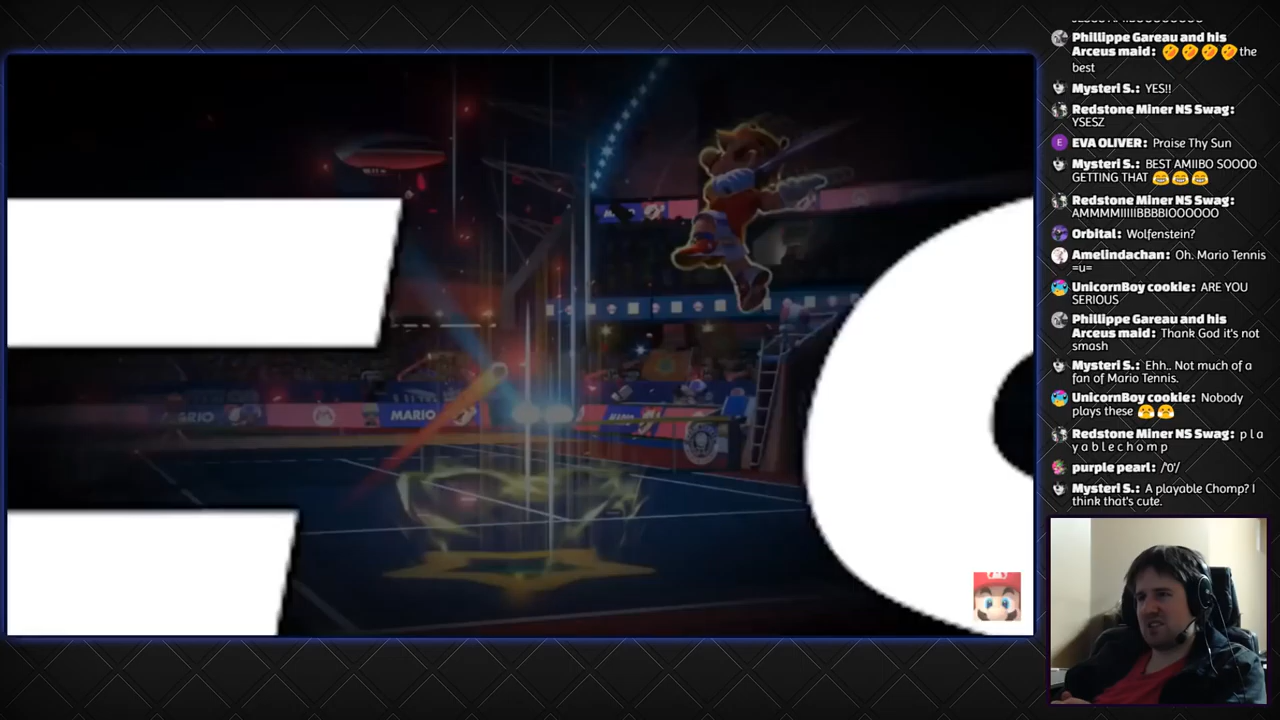 Phillippe Gareau and his
Arceus maid: 🤣🤣🤣🤣 the
best
Mysteri S.: YES!!
Redstone Miner NS Swag:
YSESZ
E EVA OLIVER: Praise Thy Sun
Mysteri S.: BEST AMIIBO SOOOO
GETTING THAT 😂😂😂
Redstone Miner NS Swag:
AMMMMIIIIIBBBBIOOOOOO
Orbital: Wolfenstein?
Amelindachan: Oh. Mario Tennis
=u=
UnicornBoy cookie: ARE YOU
SERIOUS
Phillippe Gareau and his
Arceus maid: Thank God it's not
smash
Mysteri S.: Ehh.. Not much of a
fan of Mario Tennis.
UnicornBoy cookie: Nobody
plays these 😤😤
Redstone Miner NS Swag: p l a
y a b l e c h o m p
purple pearl: /'0'/
Mysteri S.: A playable Chomp? I
think that's cute.
MARIO